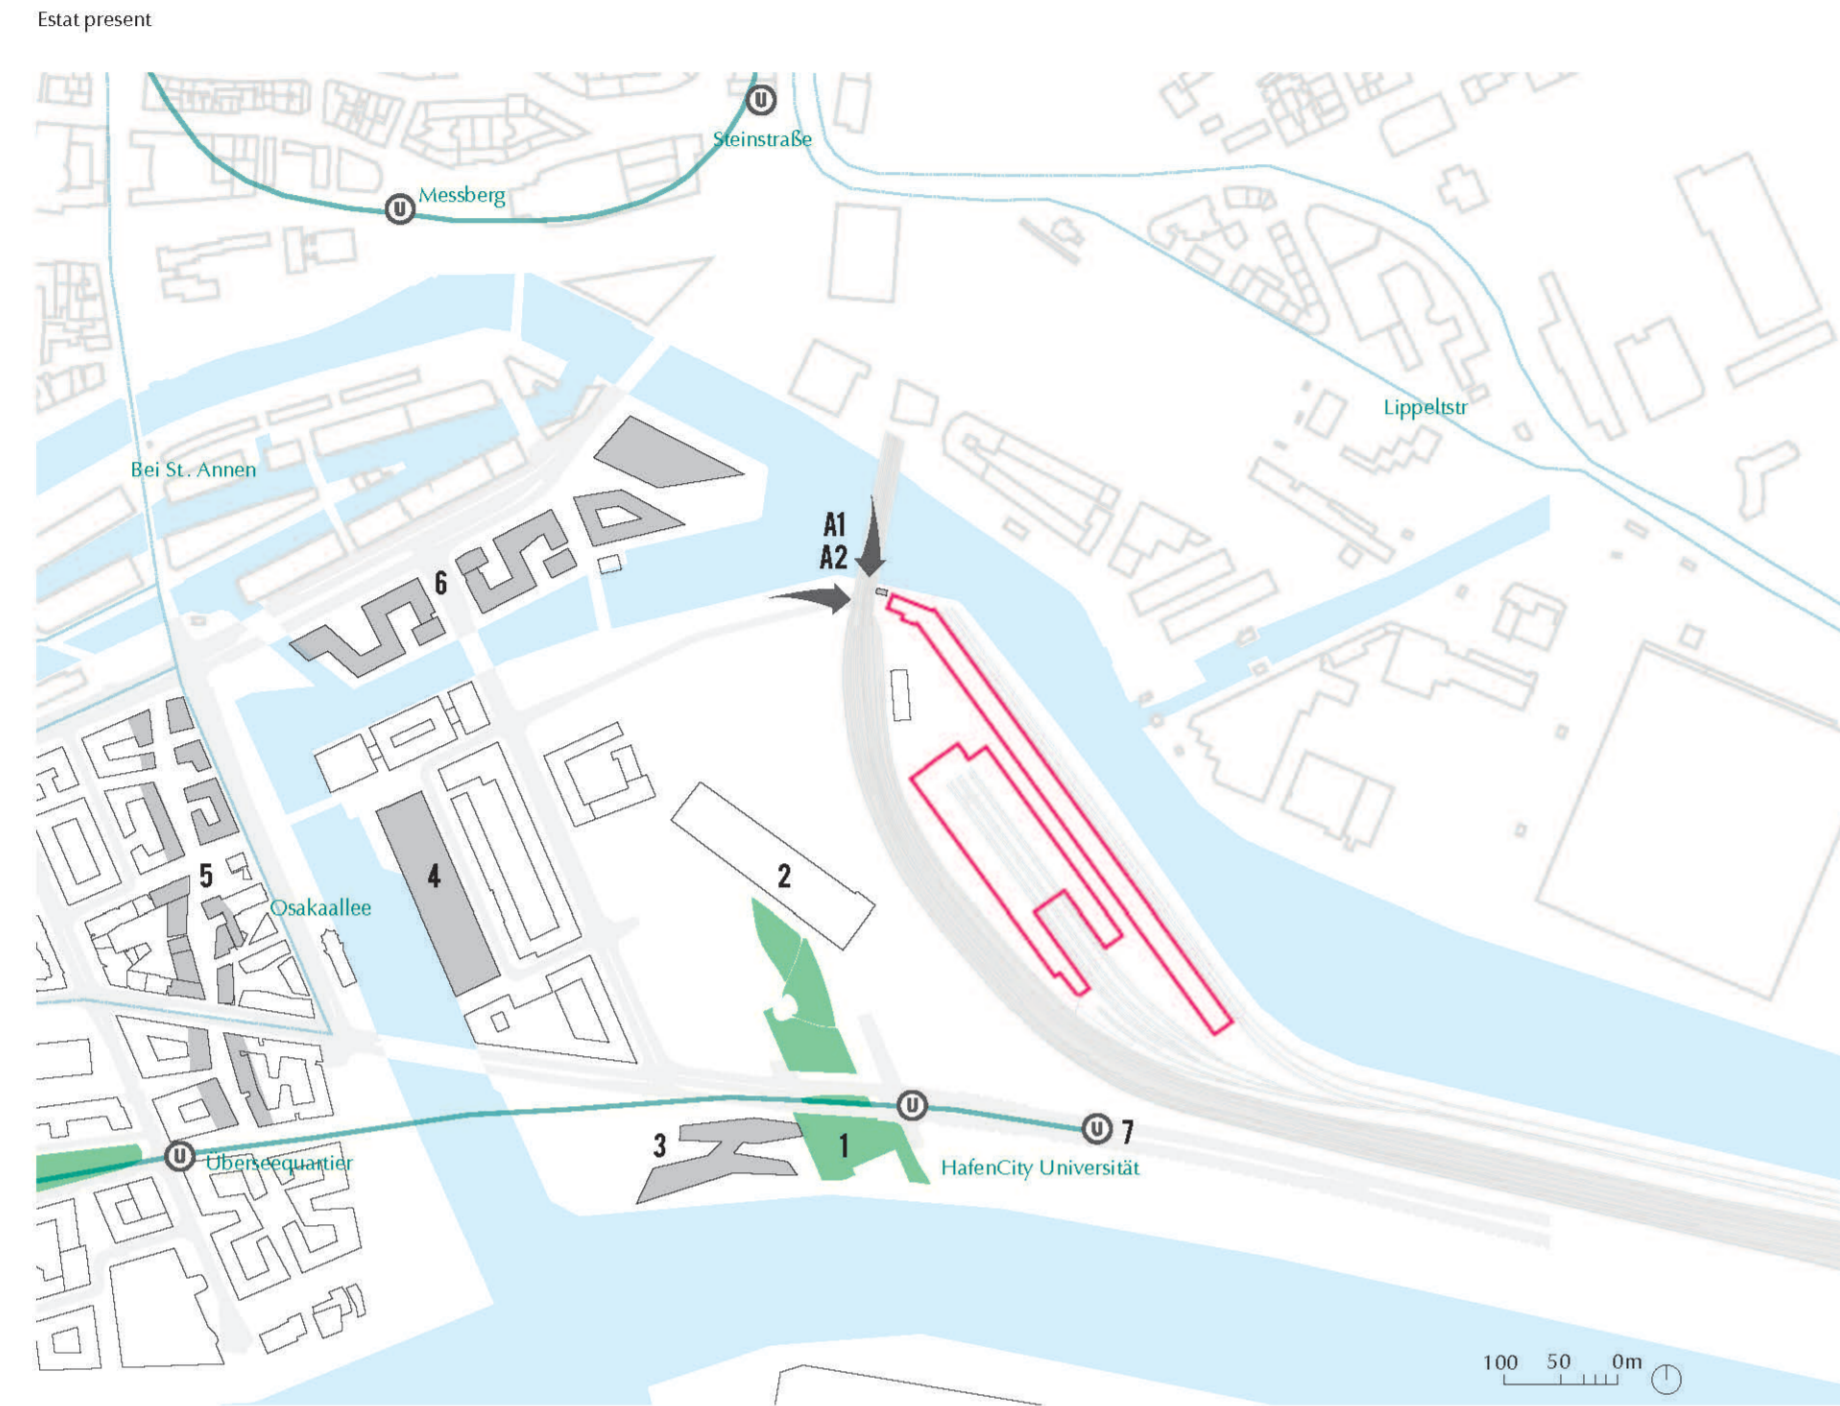 Estat present
U
Steinstraße
U
Messberg
Lippeltstr
Bei St. Annen
A1
A2
6
5
4
2
Osakaallee
U
U
7
3
1
U
Überseequartier
HafenCity Universität
100 50 0m